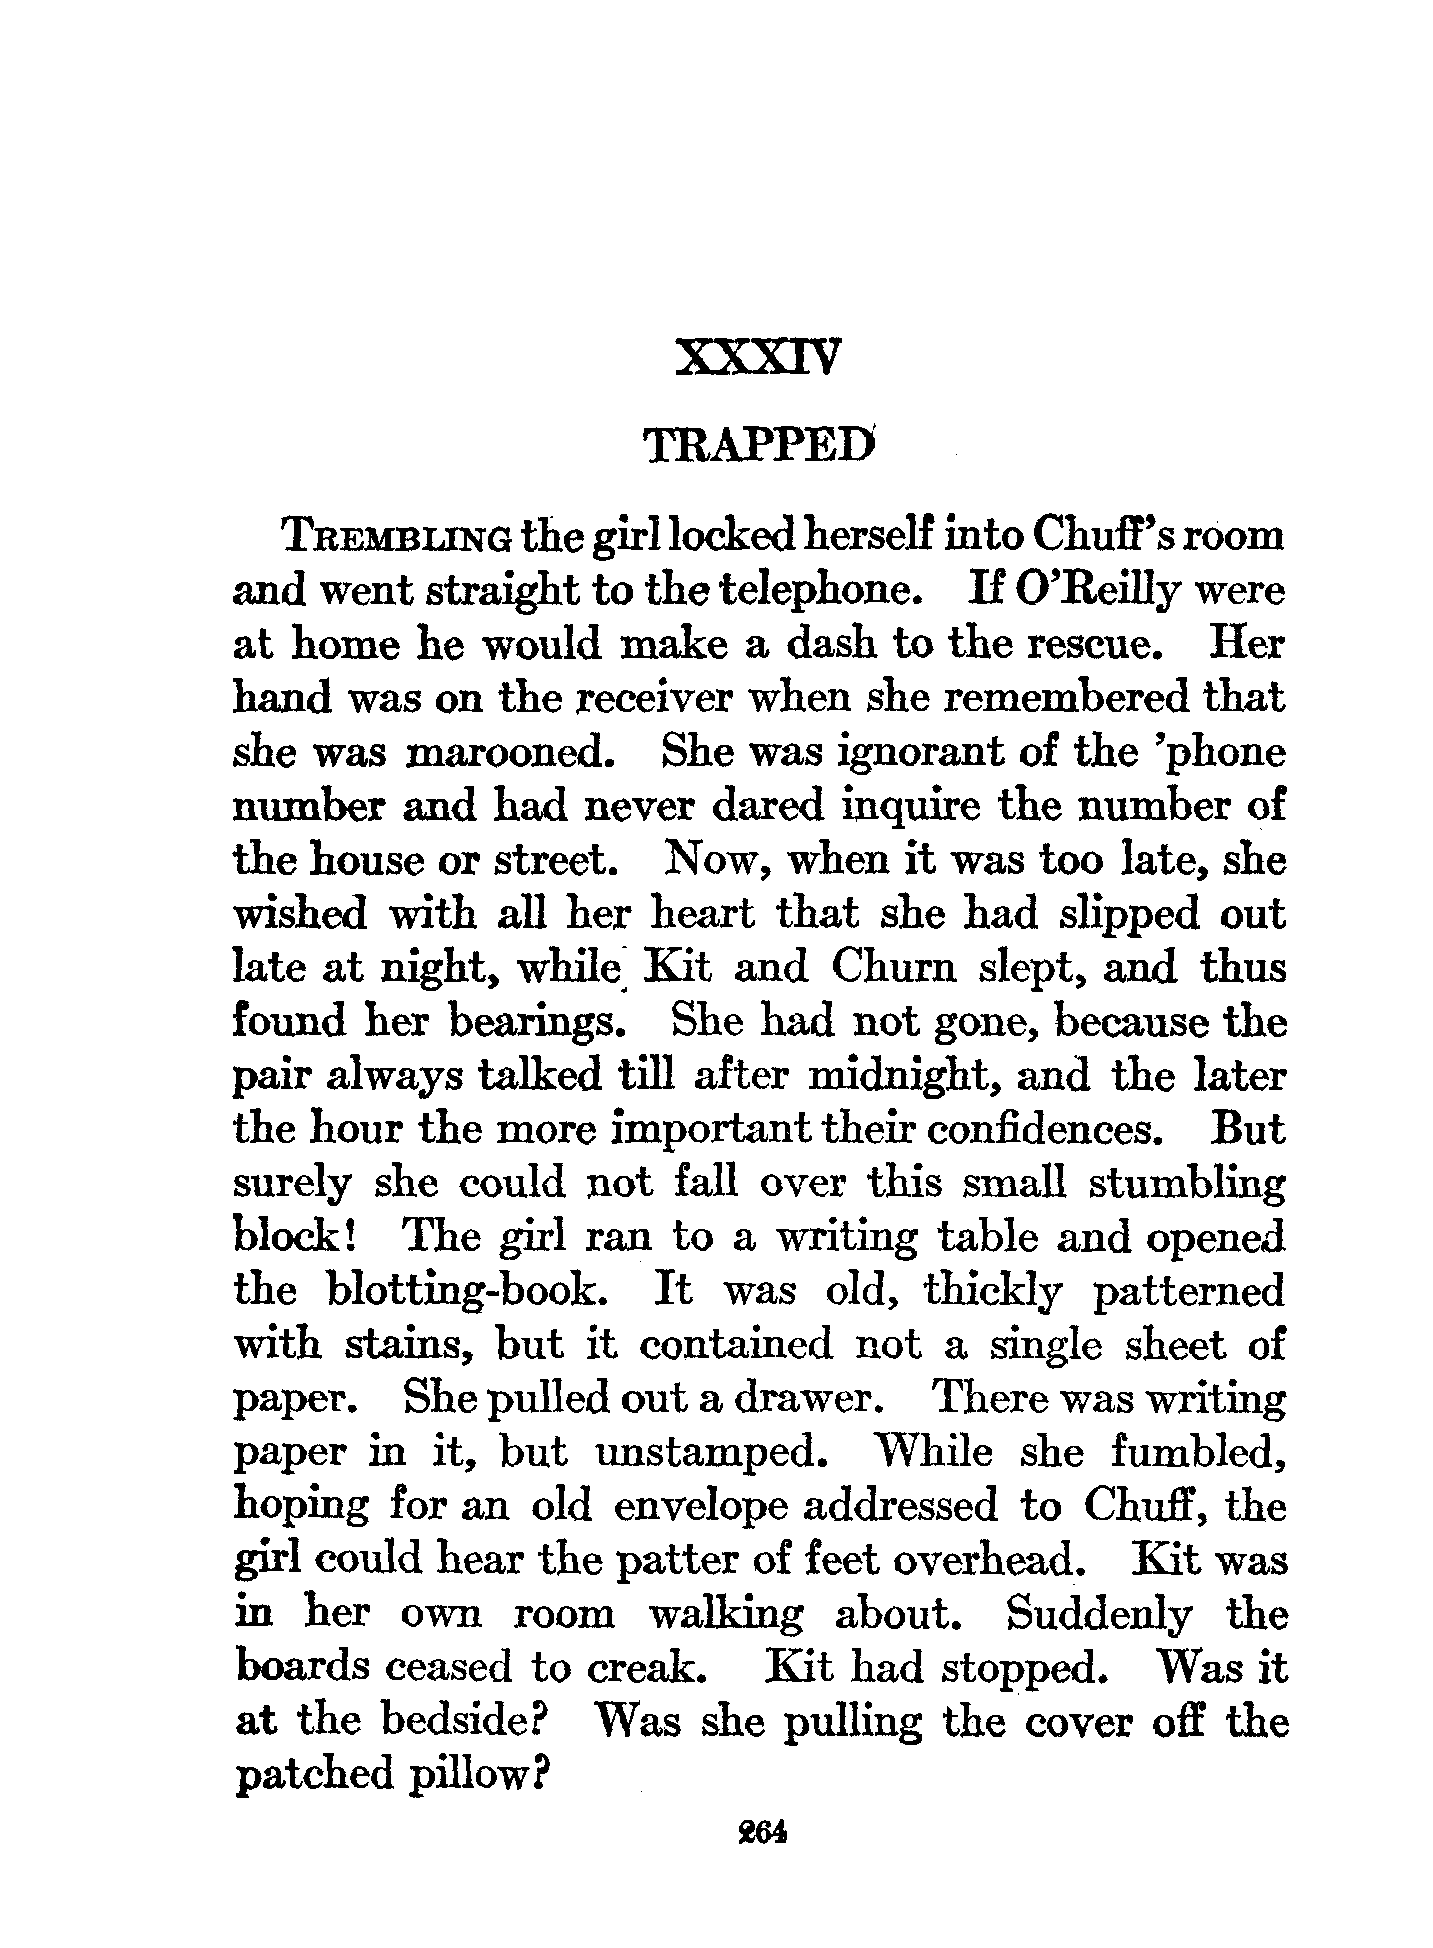 XXXIV
TRAPPED
TREMBLING the girl locked herself into Chuff's room
and went straight to the telephone. If O'Reilly were
at home he would make a dash to the rescue. Her
hand was on the receiver when she remembered that
she was marooned. She was ignorant of the 'phone
number and had never dared inquire the number of
the house or street. Now, when it was too late, she
wished with all her heart that she had slipped out
late at night, while Kit and Churn slept, and thus
found her bearings. She had not gone, because the
pair always talked till after midnight, and the later
the hour the more important their confidences. But
surely she could not fall over this small stumbling
block! The girl ran to a writing table and opened
the blotting-book. It was old, thickly patterned
with stains, but it contained not a single sheet of
paper. She pulled out a drawer. There was writing
paper in it, but unstamped. While she fumbled,
hoping for an old envelope addressed to Chuff, the
girl could hear the patter of feet overhead. Kit was
in her own room walking about. Suddenly the
boards ceased to creak. Kit had stopped. Was it
at the bedside? Was she pulling the cover off the
patched pillow?
264